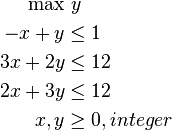 max y
−x + y ≤ 1
3x + 2y ≤ 12
2x + 3y ≤ 12
x, y ≥ 0, integer